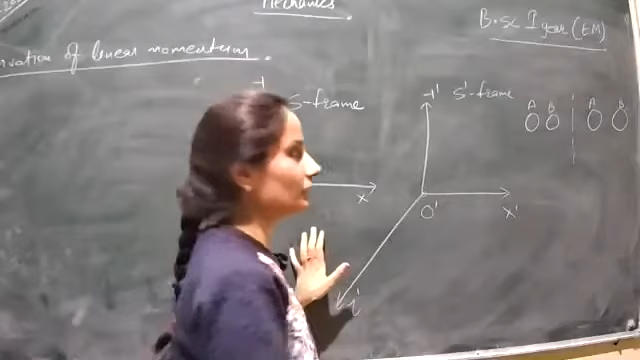 Mechanics.
B.sc I year (EM)
vation of linear momentum.
S-frame
Y' S'-frame
A B A B
X
O' X'